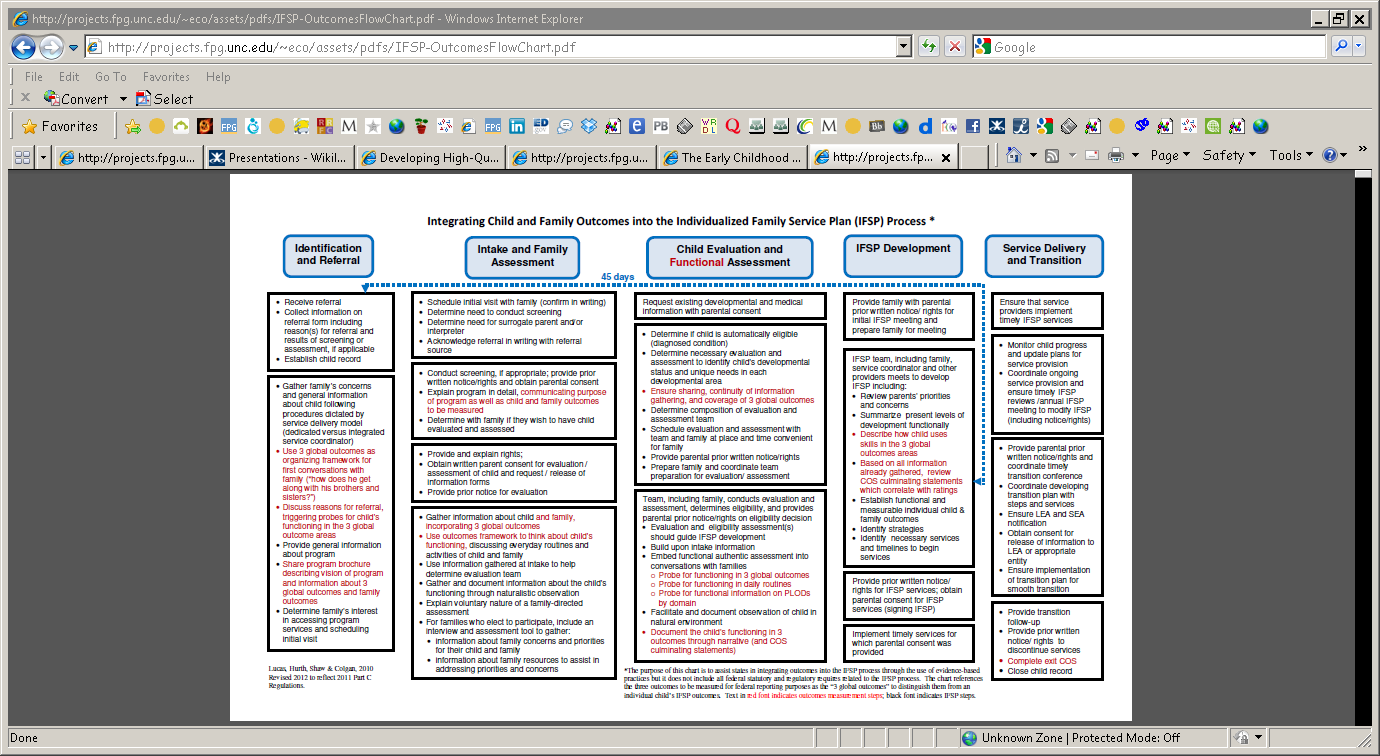 http://projects.fpg.unc.edu/~eco/assets/pdfs/IFSP-OutcomesFlowChart.pdf - Windows Internet Explorer
http://projects.fpg.unc.edu/~eco/assets/pdfs/IFSP-OutcomesFlowChart.pdf
Google
File Edit Go To Favorites Help
Convert Select
Favorites
http://projects.fpg.u...
Presentations - Wikil...
Developing High-Qu...
http://projects.fpg.u...
The Early Childhood ...
http://projects.fp...
Page Safety Tools
Integrating Child and Family Outcomes into the Individualized Family Service Plan (IFSP) Process *
Identification
and Referral
Intake and Family
Assessment
Child Evaluation and
Functional Assessment
IFSP Development
Service Delivery
and Transition
45 days
• Receive referral
• Collect information on
referral form including
reason(s) for referral and
results of screening or
assessment, if applicable
• Establish child record
• Gather family's concerns
and general information
about child following
procedures dictated by
service delivery model
(dedicated versus integrated
service coordinator)
• Use 3 global outcomes as
organizing framework for
first conversations with
family ("how does he get
along with his brothers and
sisters?")
• Discuss reasons for referral,
triggering probes for child's
functioning in the 3 global
outcome areas
• Provide general information
about program
• Share program brochure
describing vision of program
and information about 3
global outcomes and family
outcomes
• Determine family's interest
in accessing program
services and scheduling
initial visit
• Schedule initial visit with family (confirm in writing)
• Determine need to conduct screening
• Determine need for surrogate parent and/or
interpreter
• Acknowledge referral in writing with referral
source
• Conduct screening, if appropriate; provide prior
written notice/rights and obtain parental consent
• Explain program in detail, communicating purpose
of program as well as child and family outcomes
to be measured
• Determine with family if they wish to have child
evaluated and assessed
• Provide and explain rights;
• Obtain written parent consent for evaluation /
assessment of child and request / release of
information forms
• Provide prior notice for evaluation
• Gather information about child and family,
incorporating 3 global outcomes
• Use outcomes framework to think about child's
functioning, discussing everyday routines and
activities of child and family
• Use information gathered at intake to help
determine evaluation team
• Gather and document information about the child's
functioning through naturalistic observation
• Explain voluntary nature of a family-directed
assessment
• For families who elect to participate, include an
interview and assessment tool to gather:
• information about family concerns and priorities
for their child and family
• information about family resources to assist in
addressing priorities and concerns
Request existing developmental and medical
information with parental consent
• Determine if child is automatically eligible
(diagnosed condition)
• Determine necessary evaluation and
assessment to identify child's developmental
status and unique needs in each
developmental area
• Ensure sharing, continuity of information
gathering, and coverage of 3 global outcomes
• Determine composition of evaluation and
assessment team
• Schedule evaluation and assessment with
team and family at place and time convenient
for family
• Provide parental prior written notice/rights
• Prepare family and coordinate team
preparation for evaluation/ assessment
Team, including family, conducts evaluation and
assessment, determines eligibility, and provides
parental prior notice/rights on eligibility decision
• Evaluation and eligibility assessment(s)
should guide IFSP development
• Build upon intake information
• Embed functional authentic assessment into
conversations with families
o Probe for functioning in 3 global outcomes
o Probe for functioning in daily routines
o Probe for functional information on PLODs
by domain
• Facilitate and document observation of child in
natural environment
• Document the child's functioning in 3
outcomes through narrative (and COS
culminating statements)
Provide family with parental
prior written notice/ rights for
initial IFSP meeting and
prepare family for meeting
IFSP team, including family,
service coordinator and other
providers meets to develop
IFSP including:
• Review parents' priorities
and concerns
• Summarize present levels of
development functionally
• Describe how child uses
skills in the 3 global
outcomes areas
• Based on all information
already gathered, review
COS culminating statements
which correlate with ratings
• Establish functional and
measurable individual child &
family outcomes
• Identify strategies
• Identify necessary services
and timelines to begin
services
Provide prior written notice/
rights for IFSP services; obtain
parental consent for IFSP
services (signing IFSP)
Implement timely services for
which parental consent was
provided
Ensure that service
providers implement
timely IFSP services
• Monitor child progress
and update plans for
service provision
• Coordinate ongoing
service provision and
ensure timely IFSP
reviews /annual IFSP
meeting to modify IFSP
(including notice/rights)
• Provide parental prior
written notice/rights and
coordinate timely
transition conference
• Coordinate developing
transition plan with
steps and services
• Ensure LEA and SEA
notification
• Obtain consent for
release of information to
LEA or appropriate
entity
• Ensure implementation
of transition plan for
smooth transition
• Provide transition
follow-up
• Provide prior written
notice/ rights to
discontinue services
• Complete exit COS
• Close child record
Lucas, Hurth, Shaw & Colgan, 2010
Revised 2012 to reflect 2011 Part C
Regulations.
*The purpose of this chart is to assist states in integrating outcomes into the IFSP process through the use of evidence-based
practices but it does not include all federal statutory and regulatory requires related to the IFSP process. The chart references
the three outcomes to be measured for federal reporting purposes as the "3 global outcomes" to distinguish them from an
individual child's IFSP outcomes. Text in red font indicates outcomes measurement steps; black font indicates IFSP steps.
Done
Unknown Zone | Protected Mode: Off